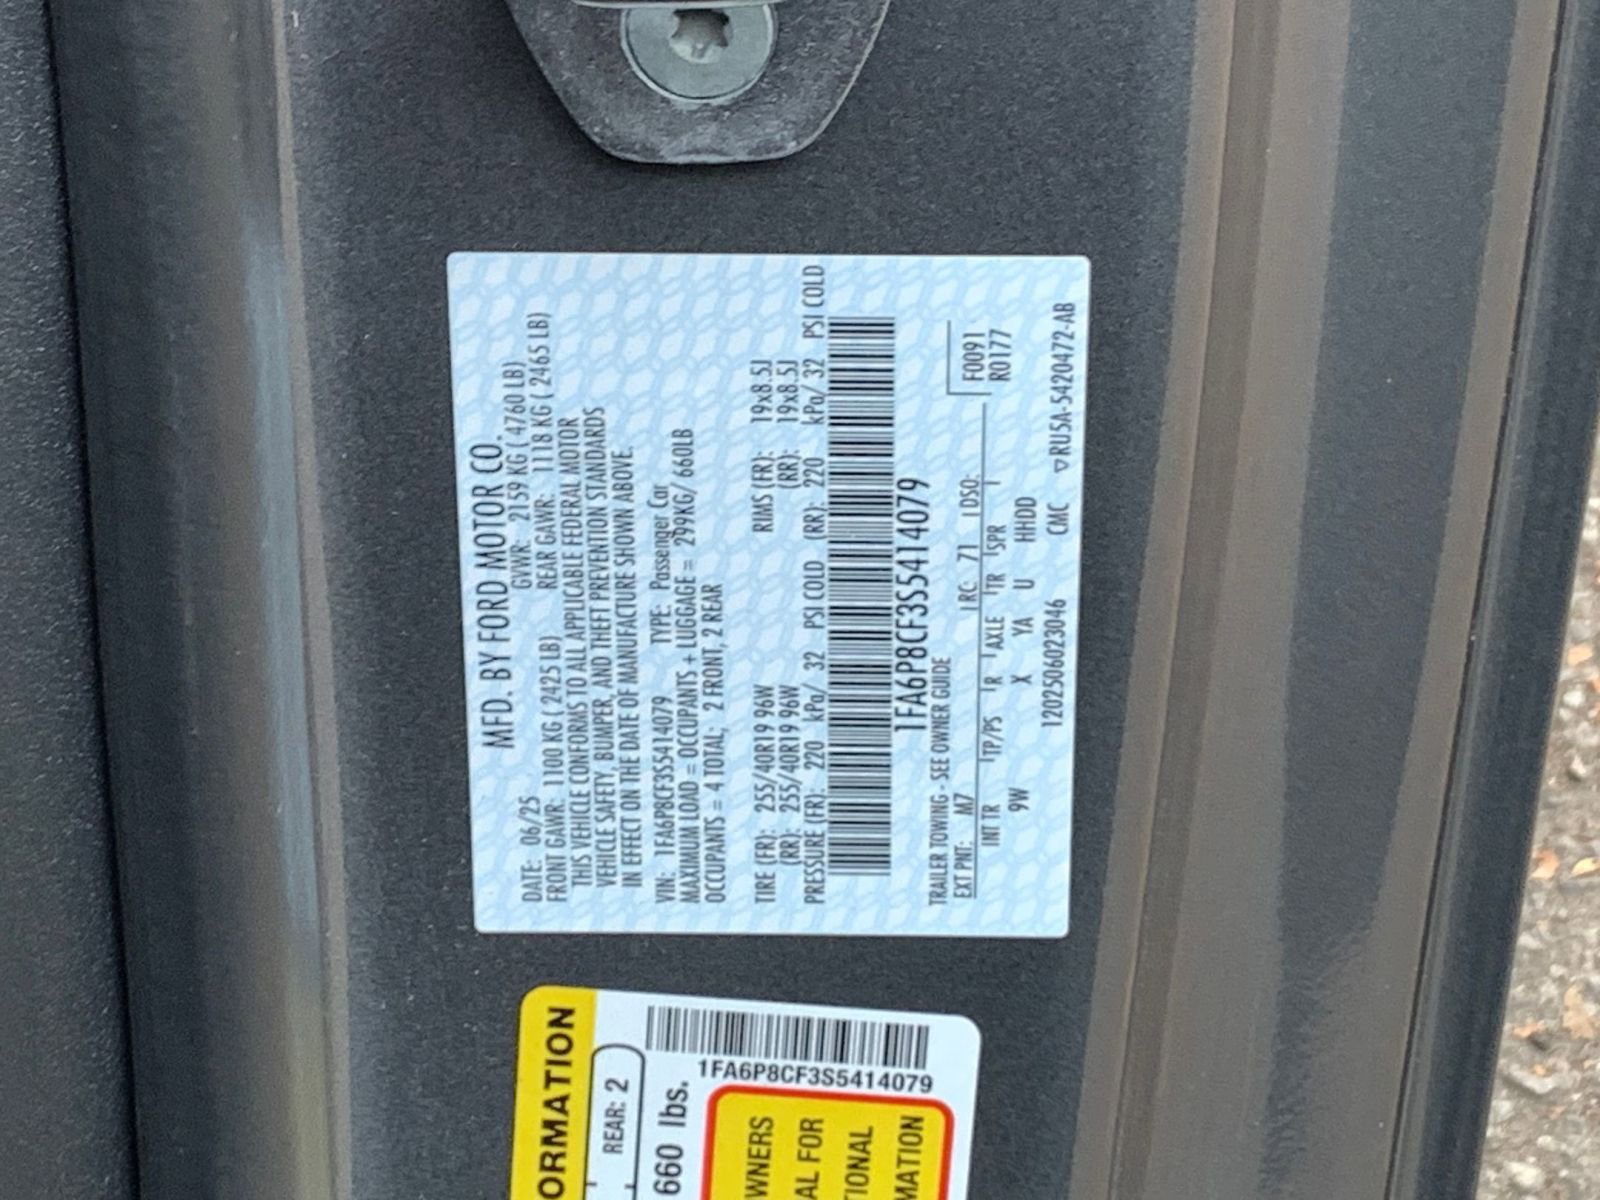 MFD. BY FORD MOTOR CO.
DATE: 06/25 GVWR: 2159 KG ( 4760 LB)
FRONT GAWR: 1100 KG ( 2425 LB) REAR GAWR: 1118 KG ( 2465 LB)
THIS VEHICLE CONFORMS TO ALL APPLICABLE FEDERAL MOTOR
VEHICLE SAFETY, BUMPER, AND THEFT PREVENTION STANDARDS
IN EFFECT ON THE DATE OF MANUFACTURE SHOWN ABOVE.
VIN: 1FA6P8CF3S5414079 TYPE: Passenger Car
MAXIMUM LOAD = OCCUPANTS + LUGGAGE = 299KG/ 660LB
OCCUPANTS = 4 TOTAL; 2 FRONT, 2 REAR
TIRE (FR): 255/40R19 96W RIMS (FR): 19x8.5J
(RR): 255/40R19 96W (RR): 19x8.5J
PRESSURE (FR): 220 kPa/ 32 PSI COLD (RR): 220 kPa/ 32 PSI COLD
1FA6P8CF3S5414079
TRAILER TOWING - SEE OWNER GUIDE
EXT PNT: M7 RC: 71 DSO: F0091
INT TR TP/PS R AXLE TR SPR R0177
9W X YA U HHDD
1202506023046 CMC ▽RU5A-5420472-AB
ORMATION
REAR: 2
660 lbs.
1FA6P8CF3S5414079
WNERS
AL FOR
TIONAL
MATION